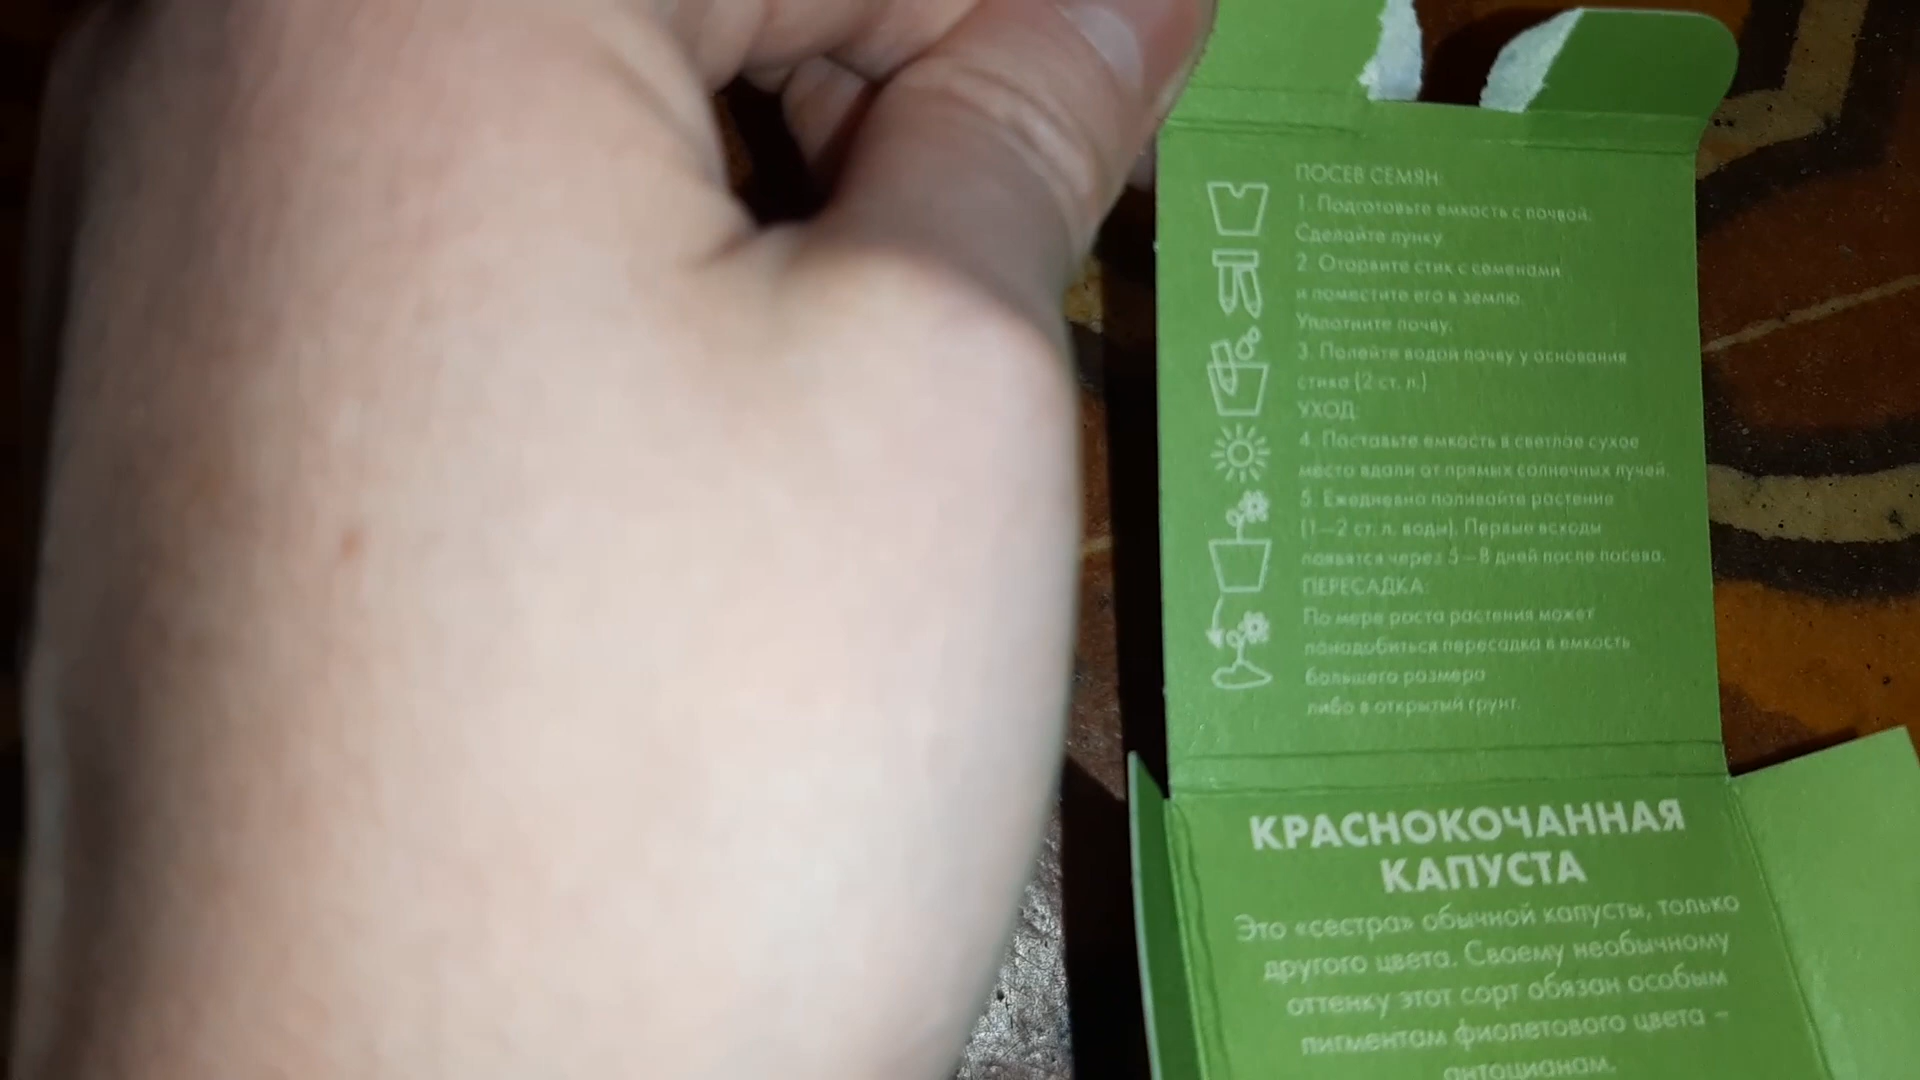 ПОСЕВ СЕМЯН:
1. Подготовьте емкость с почвой.
Сделайте лунку.
2. Оторвите стик с семенами
и поместите его в землю.
Уплотните почву.
3. Полейте водой почву у основания
стика (2 ст. л.)
УХОД:
4. Поставьте емкость в светлое сухое
место вдали от прямых солнечных лучей.
5. Ежедневно поливайте растение
(1—2 ст. л. воды). Первые всходы
появятся через 5—8 дней после посева.
ПЕРЕСАДКА:
По мере роста растения может
понадобиться пересадка в емкость
большего размера
либо в открытый грунт.
КРАСНОКОЧАННАЯ
КАПУСТА
Это «сестра» обычной капусты, только
другого цвета. Своему необычному
оттенку этот сорт обязан особым
пигментам фиолетового цвета –
антоцианам.